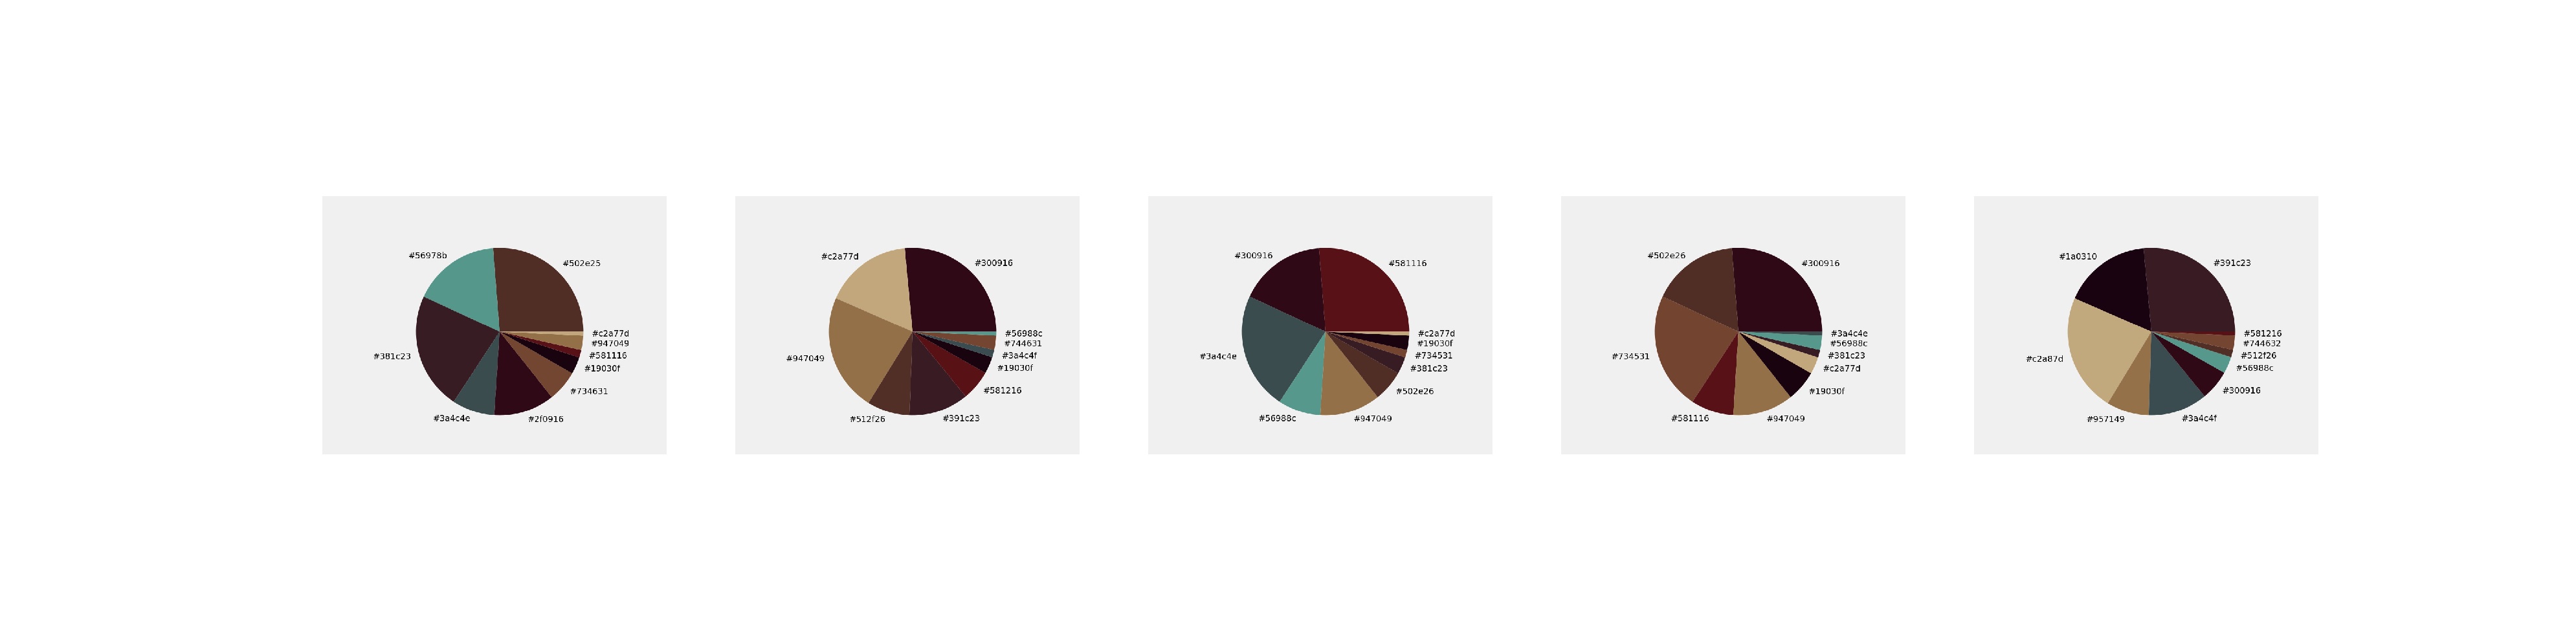 #56978b
#502e25
#c2a77d
#947049
#581116
#19030f
#381c23
#734631
#3a4c4e
#2f0916
#c2a77d
#300916
#56988c
#744631
#3a4c4f
#19030f
#947049
#581216
#512f26
#391c23
#300916
#581116
#c2a77d
#19030f
#734531
#381c23
#3a4c4e
#502e26
#56988c
#947049
#502e26
#300916
#3a4c4e
#56988c
#381c23
#c2a77d
#734531
#19030f
#581116
#947049
#1a0310
#391c23
#581216
#744632
#512f26
#56988c
#c2a87d
#300916
#957149
#3a4c4f